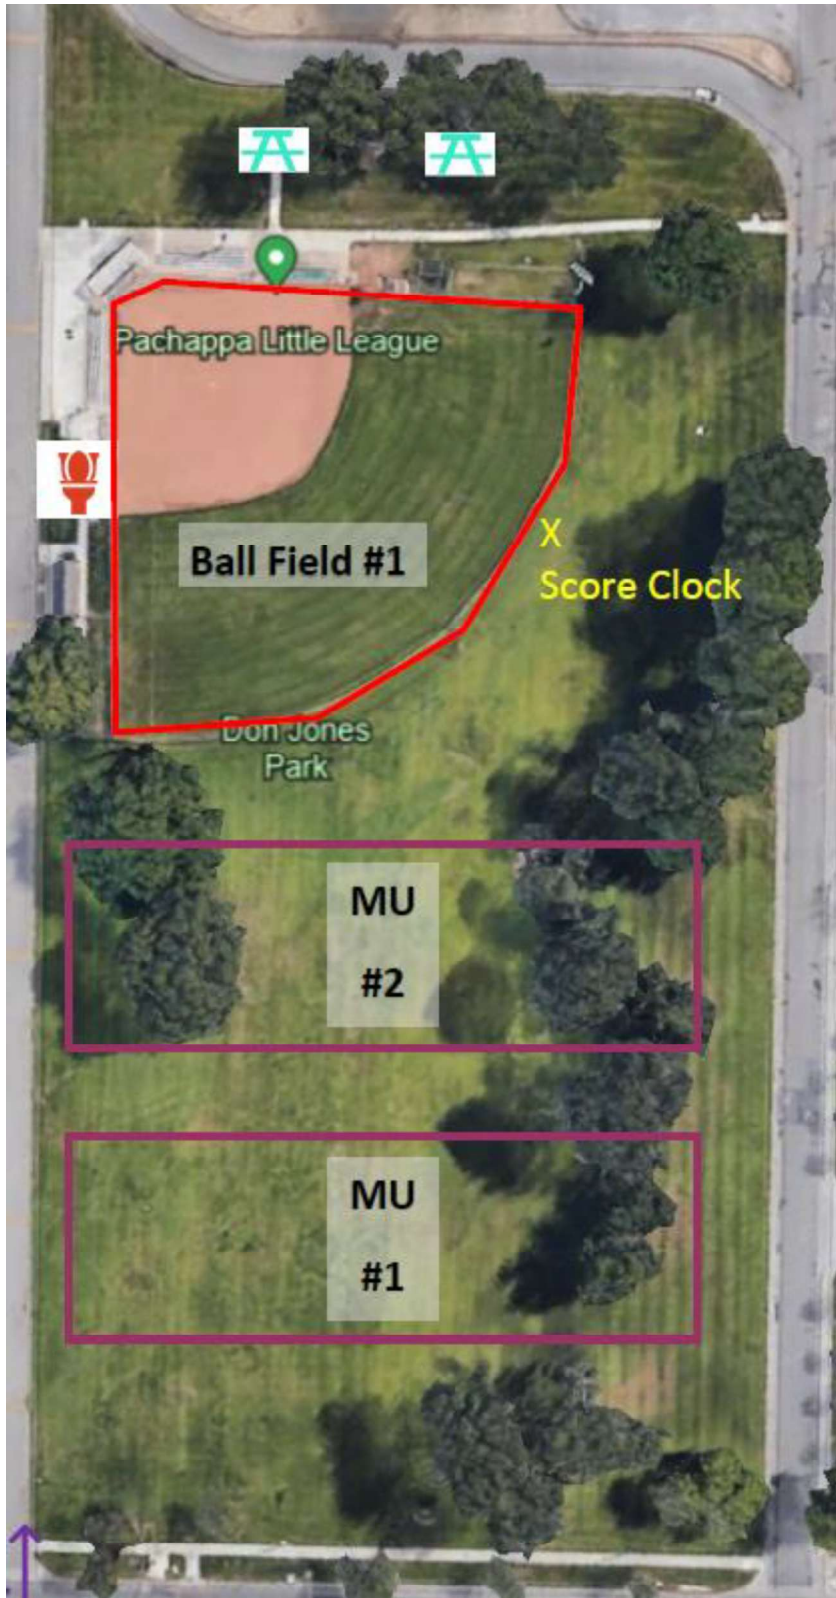 Pachappa Little League
Ball Field #1
X
Score Clock
Don Jones
Park
MU
#2
MU
#1